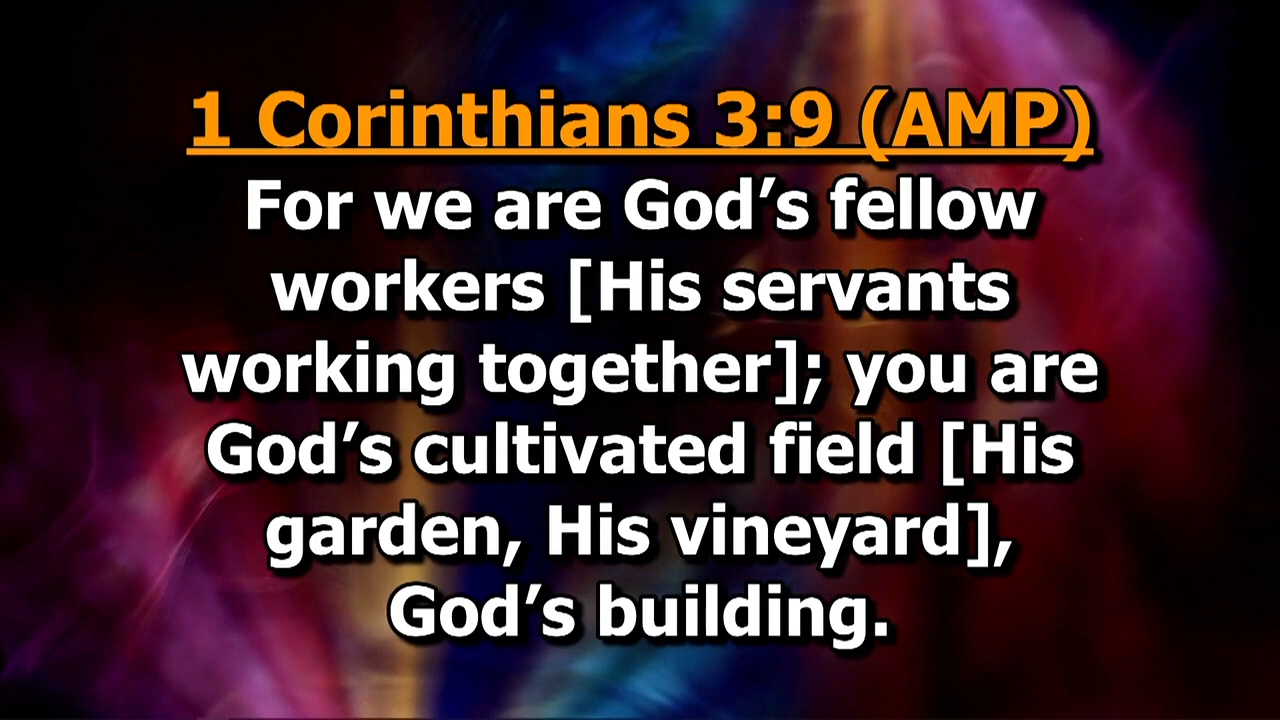 1 Corinthians 3:9 (AMP)
For we are God’s fellow
workers [His servants
working together]; you are
God’s cultivated field [His
garden, His vineyard],
God’s building.